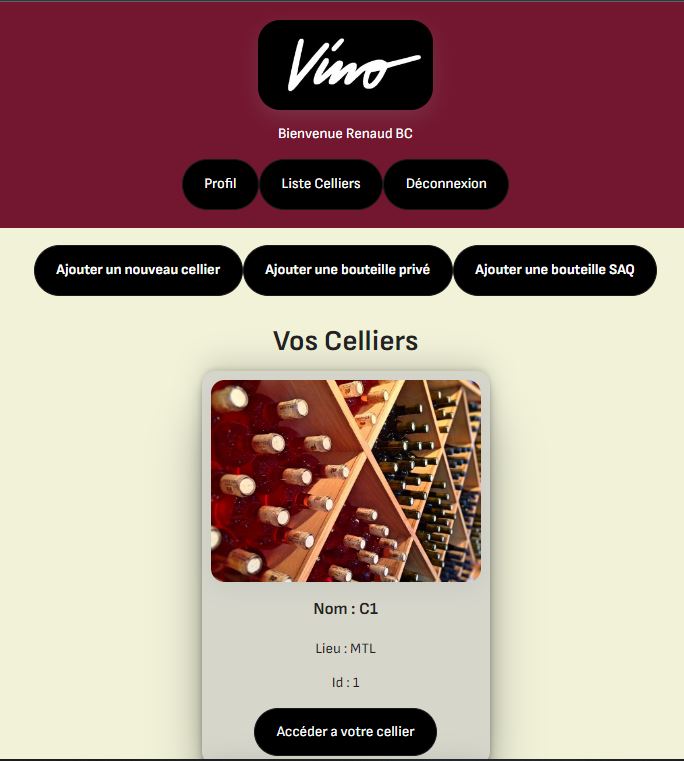 Vino
Bienvenue Renaud BC
Profil Liste Celliers Déconnexion
Ajouter un nouveau cellier Ajouter une bouteille privé Ajouter une bouteille SAQ
Vos Celliers
Nom : C1
Lieu : MTL
Id : 1
Accéder a votre cellier